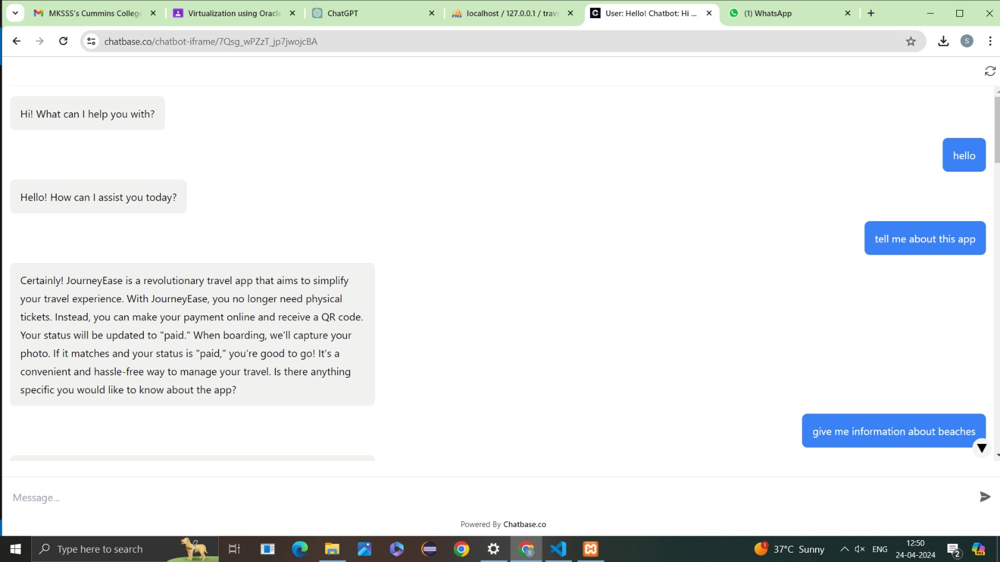 MKSSS's Cummins College
Virtualization using Oracle
ChatGPT
localhost / 127.0.0.1 / trave
User: Hello! Chatbot: Hi ...
(1) WhatsApp
chatbase.co/chatbot-iframe/7Qsg_wPZzT_jp7jwojcBA
S
Hi! What can I help you with?
hello
Hello! How can I assist you today?
tell me about this app
Certainly! JourneyEase is a revolutionary travel app that aims to simplify
your travel experience. With JourneyEase, you no longer need physical
tickets. Instead, you can make your payment online and receive a QR code.
Your status will be updated to "paid." When boarding, we'll capture your
photo. If it matches and your status is "paid," you're good to go! It's a
convenient and hassle-free way to manage your travel. Is there anything
specific you would like to know about the app?
give me information about beaches
Message...
Powered By Chatbase.co
Type here to search
1
37°C Sunny
ENG
12:50
24-04-2024
2
PRE